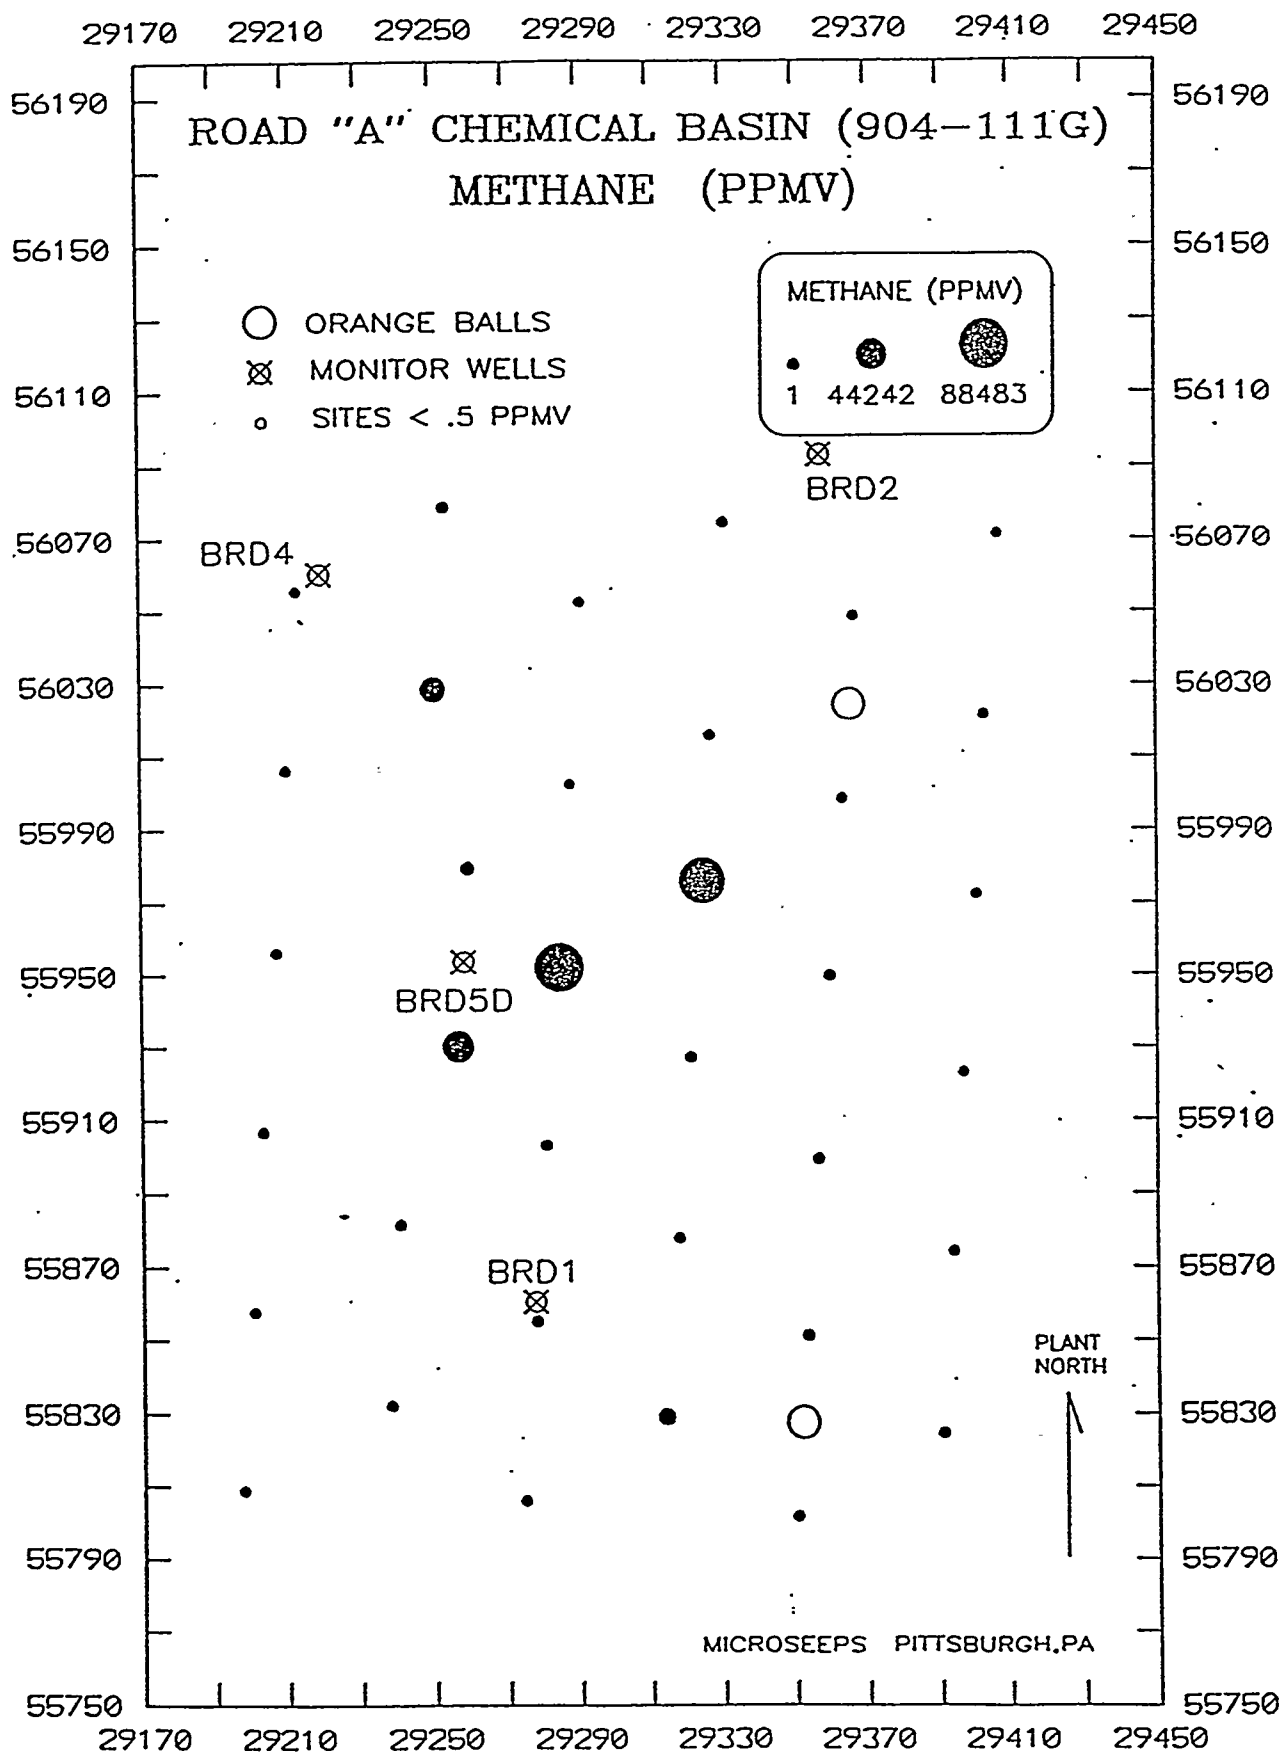 29170 29210 29250 29290 29330 29370 29410 29450
56190 56190
ROAD "A" CHEMICAL BASIN (904-111G)
METHANE (PPMV)
56150 56150
METHANE (PPMV)
ORANGE BALLS
MONITOR WELLS
1 44242 88483
56110 56110
SITES < .5 PPMV
BRD2
56070 56070
BRD4
56030 56030
55990 55990
55950 55950
BRD5D
55910 55910
55870 55870
BRD1
PLANT
NORTH
55830 55830
55790 55790
MICROSEEPS PITTSBURGH,PA
55750 55750
29170 29210 29250 29290 29330 29370 29410 29450